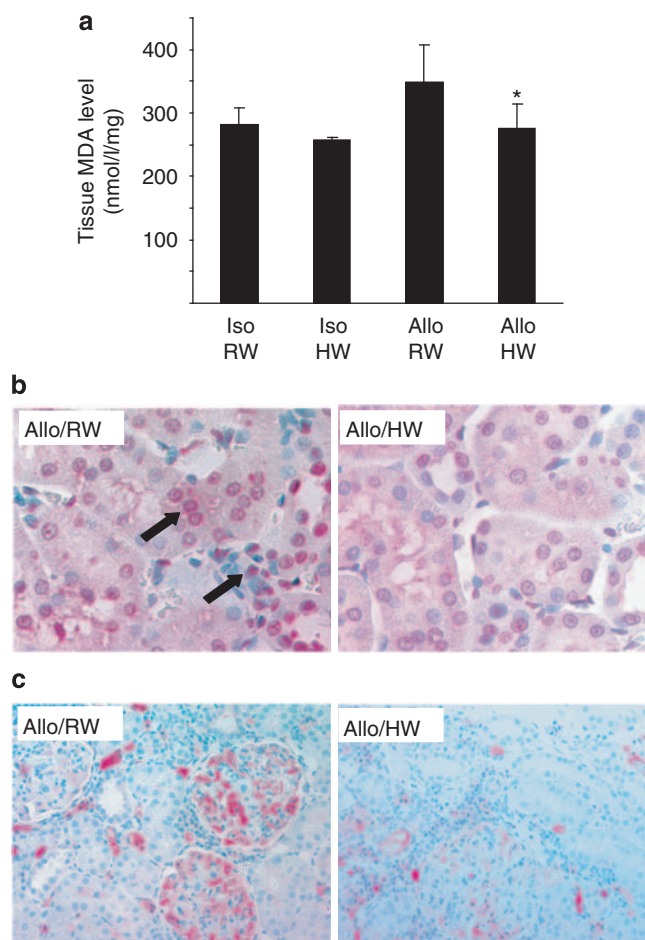 a
Tissue MDA level
(nmol/l/mg)
400
300
200
100
*
Iso
RW
Iso
HW
Allo
RW
Allo
HW
b
Allo/RW
Allo/HW
c
Allo/RW
Allo/HW